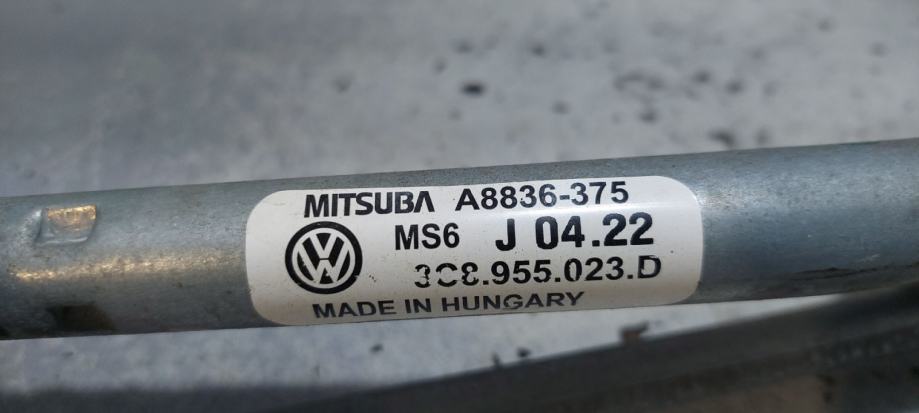 MITSUBA A8836-375
MS6 J 04.22
3C8.955.023.D
MADE IN HUNGARY